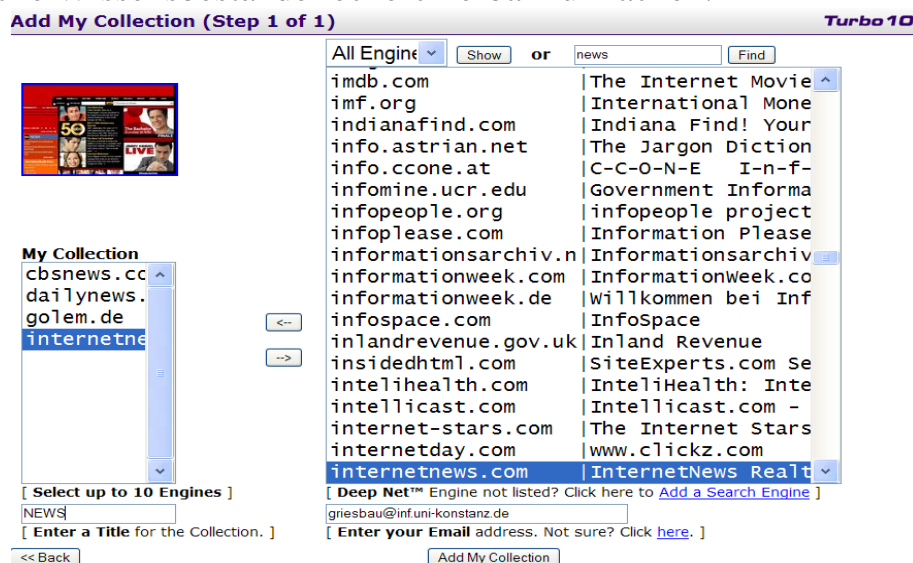 Add My Collection (Step 1 of 1) Turbo10
All Engine Show or news Find
imdb.com |The Internet Movie
imf.org |International Mone
indianafind.com |Indiana Find! Your
info.astrian.net |The Jargon Diction
info.ccone.at |C-C-O-N-E I-n-f-
infomine.ucr.edu |Government Informa
infopeople.org |infopeople project
infoplease.com |Information Please
informationsarchiv.n|Informationsarchiv
informationweek.com |InformationWeek.co
informationweek.de |Willkommen bei Inf
infospace.com |InfoSpace
inlandrevenue.gov.uk|Inland Revenue
insidedhtml.com |SiteExperts.com Se
intelihealth.com |InteliHealth: Inte
intellicast.com |Intellicast.com -
internet-stars.com |The Internet Stars
internetday.com |www.clickz.com
internetnews.com |InternetNews Realt
50
LIVE
My Collection
cbsnews.cc
dailynews.
golem.de
internetne
<--
-->
[ Select up to 10 Engines ] [ Deep Net™ Engine not listed? Click here to Add a Search Engine ]
NEWS griesbau@inf.uni-konstanz.de
[ Enter a Title for the Collection. ] [ Enter your Email address. Not sure? Click here. ]
<< Back Add My Collection